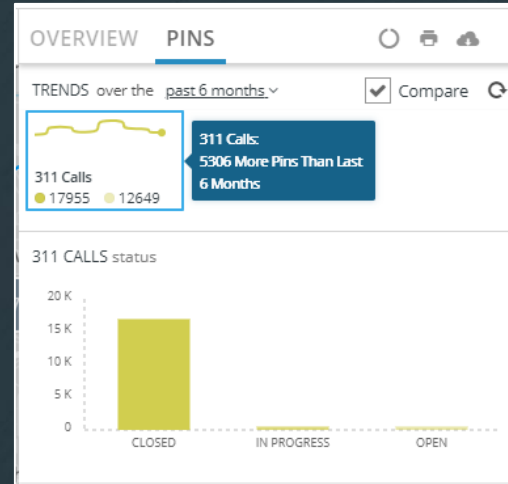 OVERVIEW PINS
TRENDS over the past 6 months Compare
311 Calls
17955 12649
311 Calls:
5306 More Pins Than Last
6 Months
311 CALLS status
20 K
15 K
10 K
5 K
0
CLOSED IN PROGRESS OPEN